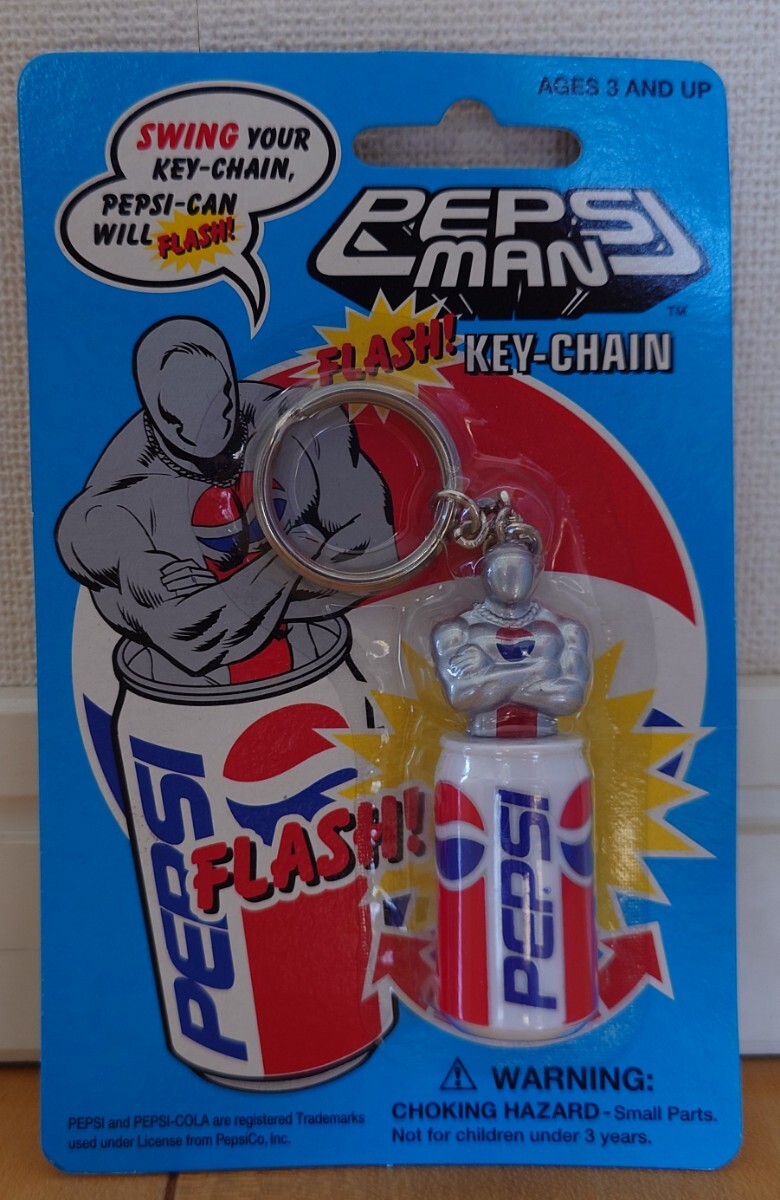 AGES 3 AND UP
SWING YOUR
KEY-CHAIN,
PEPSI-CAN
WILL FLASH!
PEPSI
MAN
TM
FLASH! KEY-CHAIN
PEPSI
FLASH!
PEPSI
WARNING:
CHOKING HAZARD - Small Parts.
Not for children under 3 years.
PEPSI and PEPSI-COLA are registered Trademarks
used under License from PepsiCo, Inc.